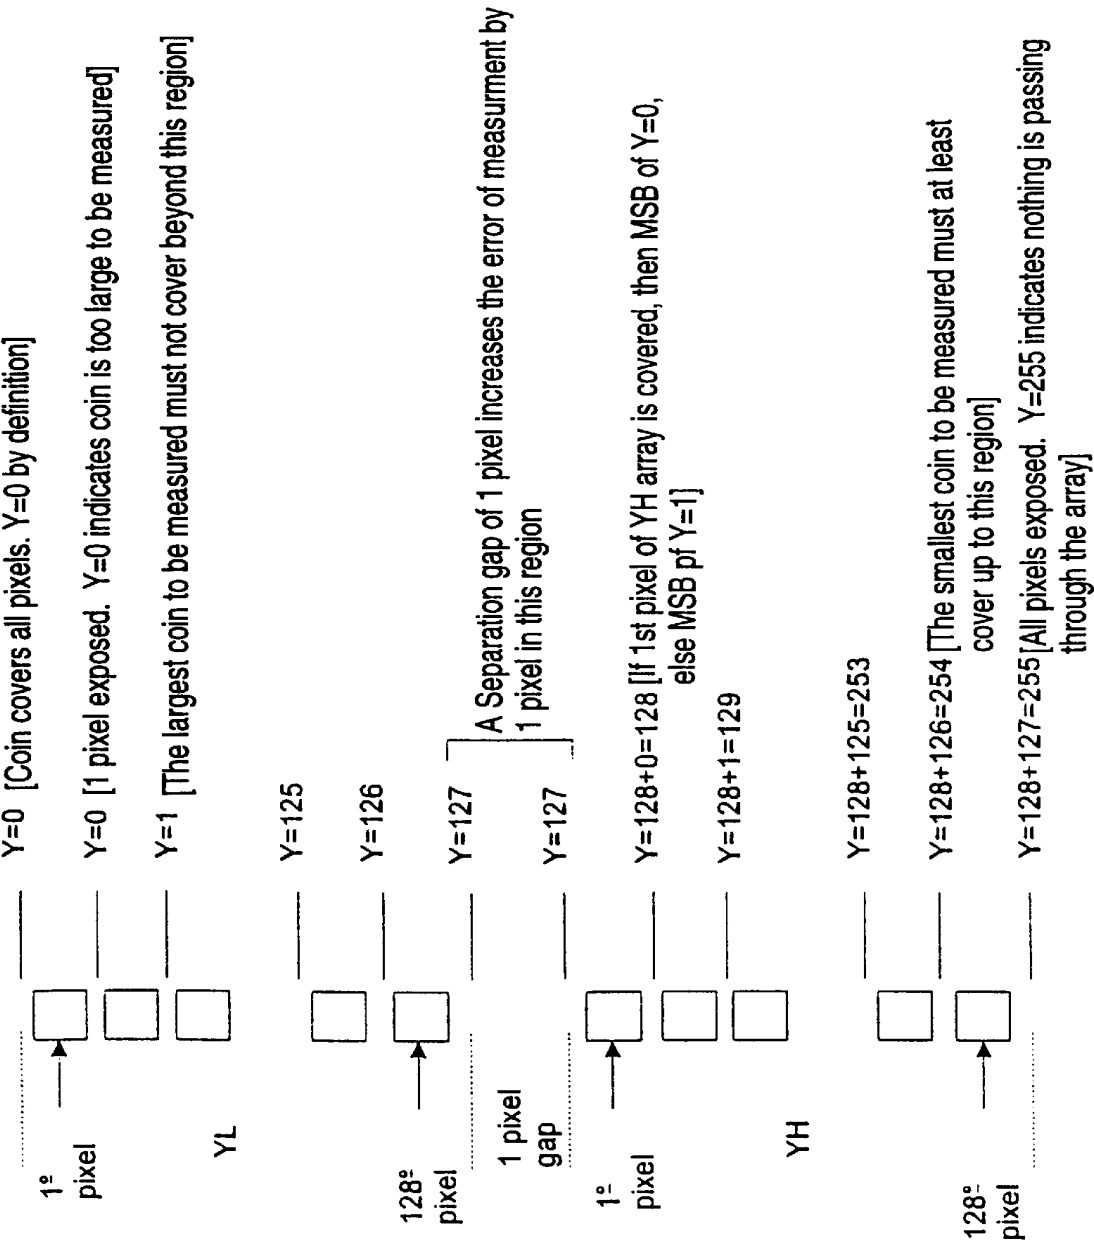 Y=0 [Coin covers all pixels. Y=0 by definition]
1º
pixel
Y=0 [1 pixel exposed. Y=0 indicates coin is too large to be measured]
Y=1 [The largest coin to be measured must not cover beyond this region]
YL
Y=125
Y=126
128º
pixel
Y=127
A Separation gap of 1 pixel increases the error of measurment by
1 pixel in this region
1 pixel
gap
Y=127
1º
pixel
Y=128+0=128 [If 1st pixel of YH array is covered, then MSB of Y=0,
else MSB pf Y=1]
Y=128+1=129
YH
Y=128+125=253
Y=128+126=254 [The smallest coin to be measured must at least
cover up to this region]
128º
pixel
Y=128+127=255 [All pixels exposed. Y=255 indicates nothing is passing
through the array]